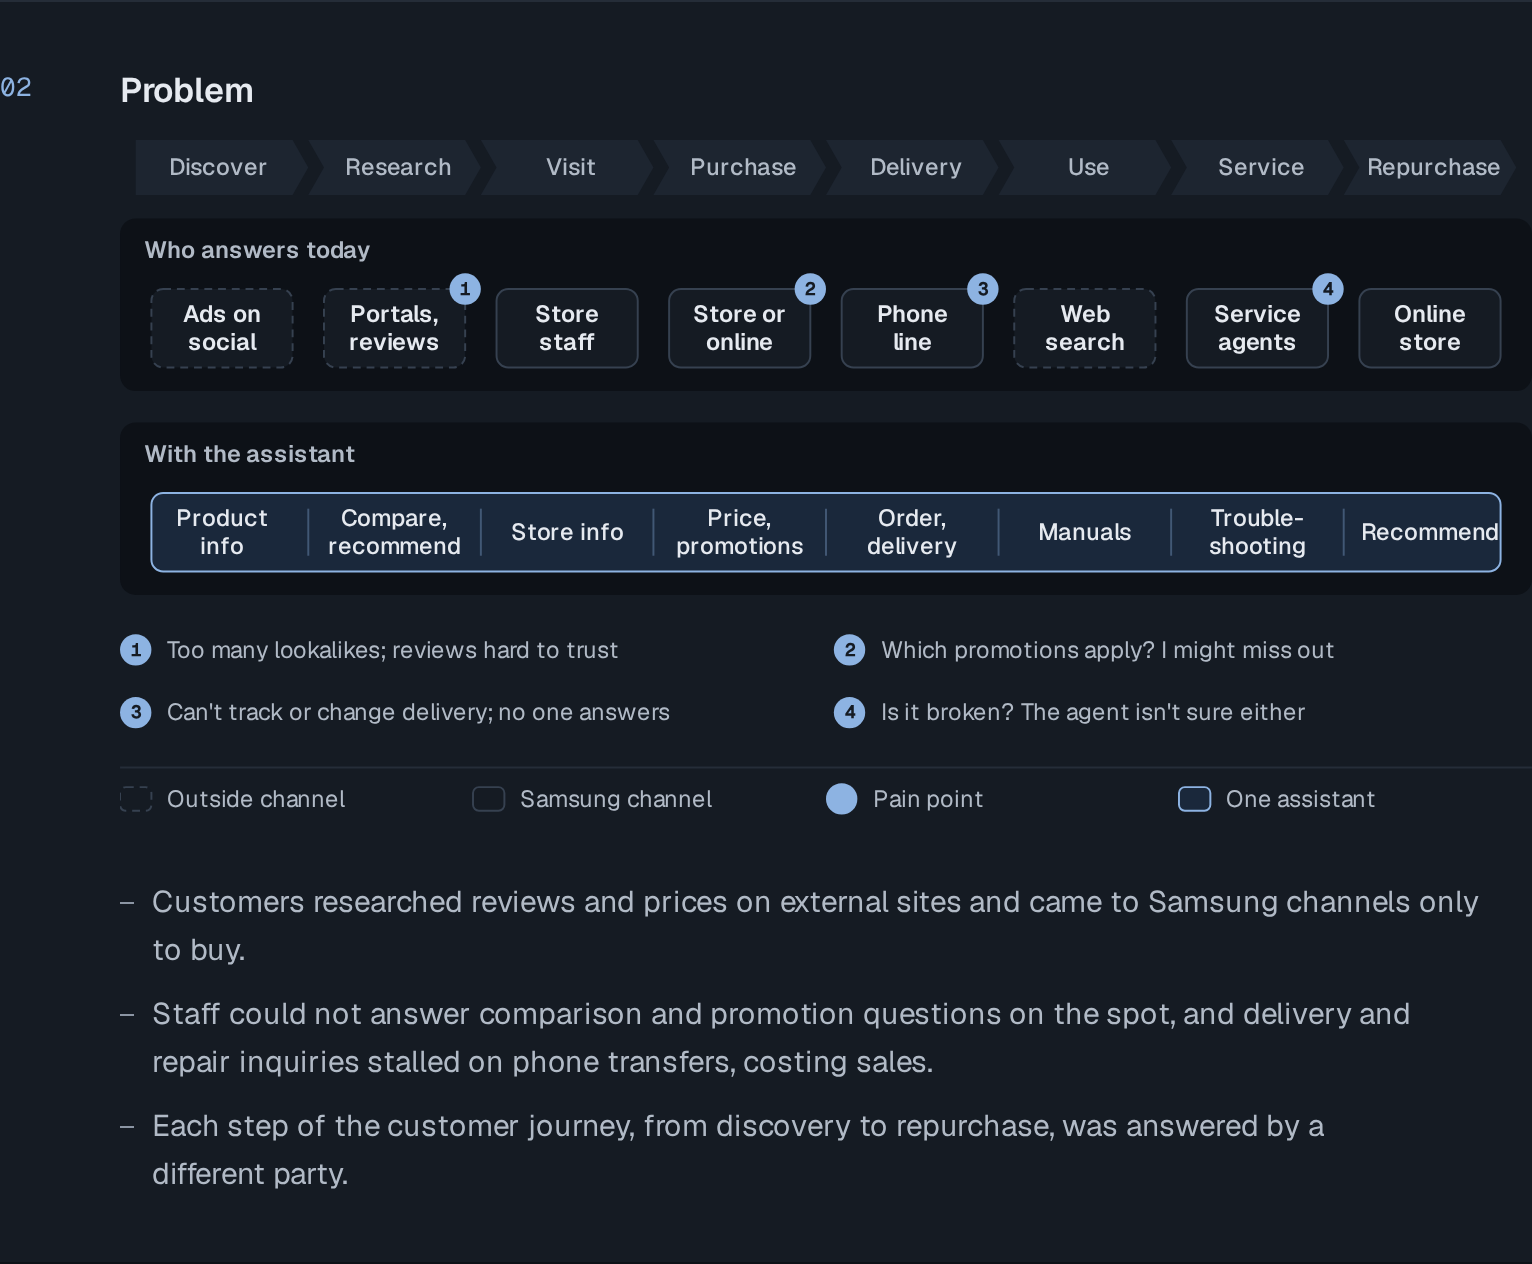 02
Problem
Discover
Research
Visit
Purchase
Delivery
Use
Service
Repurchase
Who answers today
Ads on
social
1
Portals,
reviews
Store
staff
2
Store or
online
3
Phone
line
Web
search
4
Service
agents
Online
store
With the assistant
Product
info
Compare,
recommend
Store info
Price,
promotions
Order,
delivery
Manuals
Trouble-
shooting
Recommend
1 Too many lookalikes; reviews hard to trust
2 Which promotions apply? I might miss out
3 Can't track or change delivery; no one answers
4 Is it broken? The agent isn't sure either
Outside channel
Samsung channel
Pain point
One assistant
– Customers researched reviews and prices on external sites and came to Samsung channels only
to buy.
– Staff could not answer comparison and promotion questions on the spot, and delivery and
repair inquiries stalled on phone transfers, costing sales.
– Each step of the customer journey, from discovery to repurchase, was answered by a
different party.